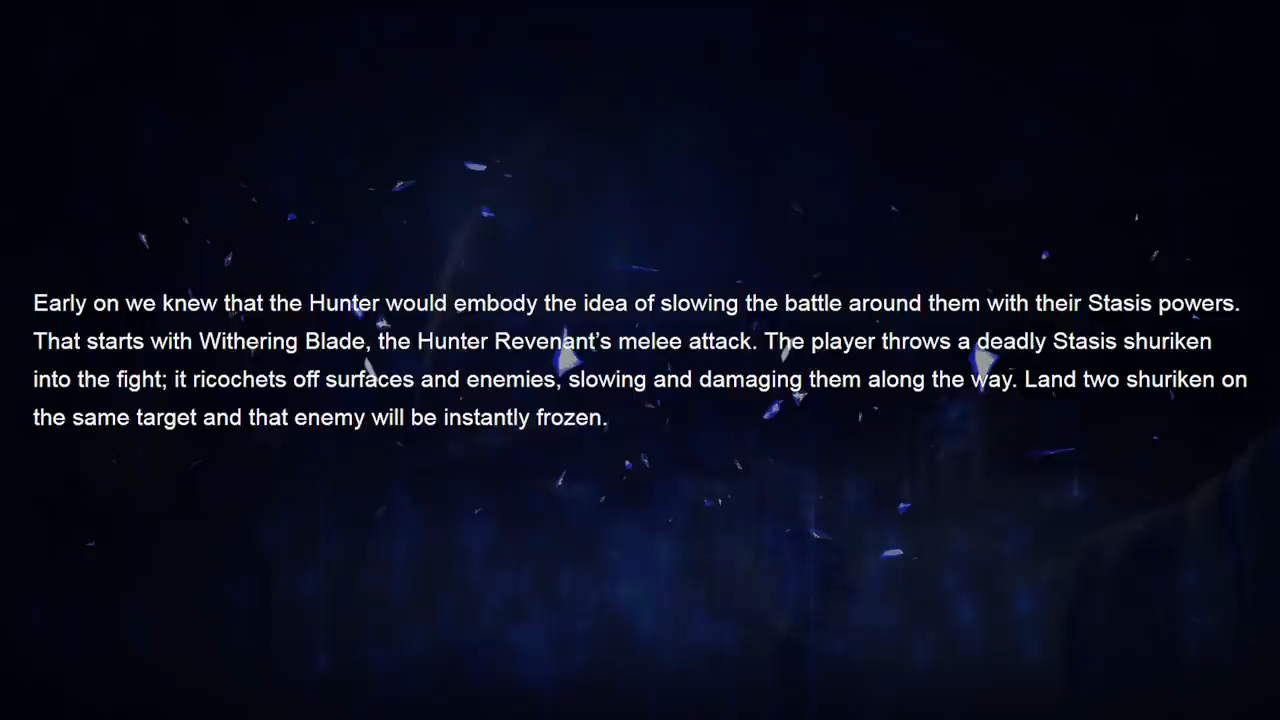 Early on we knew that the Hunter would embody the idea of slowing the battle around them with their Stasis powers.
That starts with Withering Blade, the Hunter Revenant’s melee attack. The player throws a deadly Stasis shuriken
into the fight; it ricochets off surfaces and enemies, slowing and damaging them along the way. Land two shuriken on
the same target and that enemy will be instantly frozen.